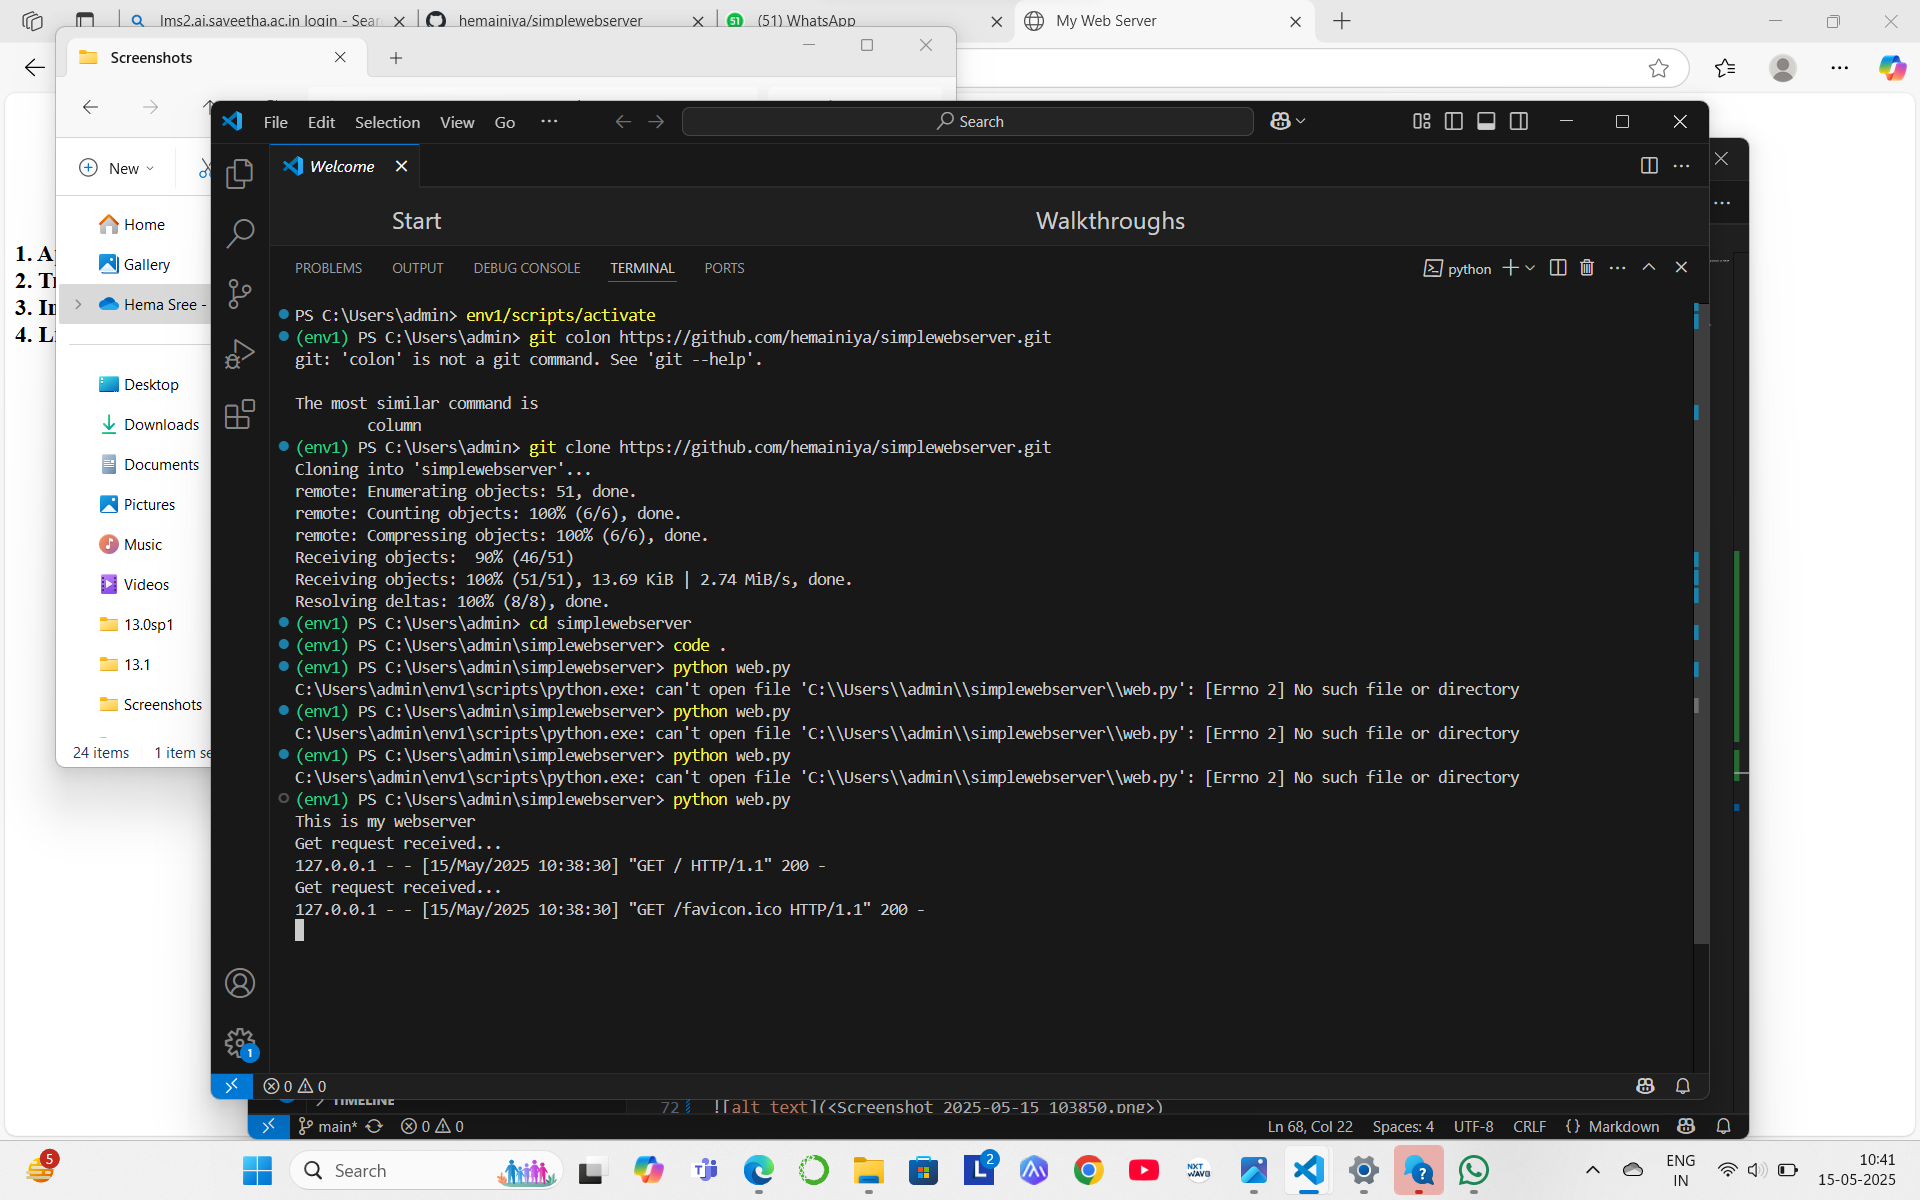 lms2.ai.saveetha.ac.in login - Sear
hemainiya/simplewebserver
(51) WhatsApp
My Web Server
Screenshots
New
Home
Gallery
Hema Sree -
Desktop
Downloads
Documents
Pictures
Music
Videos
13.0sp1
13.1
Screenshots
24 items
1 item se
1. A
2. T
3. I
4. L
File Edit Selection View Go ···
Search
Welcome
Start
Walkthroughs
PROBLEMS OUTPUT DEBUG CONSOLE TERMINAL PORTS
python
PS C:\Users\admin> env1/scripts/activate
(env1) PS C:\Users\admin> git colon https://github.com/hemainiya/simplewebserver.git
git: 'colon' is not a git command. See 'git --help'.
The most similar command is
column
(env1) PS C:\Users\admin> git clone https://github.com/hemainiya/simplewebserver.git
Cloning into 'simplewebserver'...
remote: Enumerating objects: 51, done.
remote: Counting objects: 100% (6/6), done.
remote: Compressing objects: 100% (6/6), done.
Receiving objects:  90% (46/51)
Receiving objects: 100% (51/51), 13.69 KiB | 2.74 MiB/s, done.
Resolving deltas: 100% (8/8), done.
(env1) PS C:\Users\admin> cd simplewebserver
(env1) PS C:\Users\admin\simplewebserver> code .
(env1) PS C:\Users\admin\simplewebserver> python web.py
C:\Users\admin\env1\scripts\python.exe: can't open file 'C:\\Users\\admin\\simplewebserver\\web.py': [Errno 2] No such file or directory
(env1) PS C:\Users\admin\simplewebserver> python web.py
C:\Users\admin\env1\scripts\python.exe: can't open file 'C:\\Users\\admin\\simplewebserver\\web.py': [Errno 2] No such file or directory
(env1) PS C:\Users\admin\simplewebserver> python web.py
C:\Users\admin\env1\scripts\python.exe: can't open file 'C:\\Users\\admin\\simplewebserver\\web.py': [Errno 2] No such file or directory
(env1) PS C:\Users\admin\simplewebserver> python web.py
This is my webserver
Get request received...
127.0.0.1 - - [15/May/2025 10:38:30] "GET / HTTP/1.1" 200 -
Get request received...
127.0.0.1 - - [15/May/2025 10:38:30] "GET /favicon.ico HTTP/1.1" 200 -
1
0 0
TIMELINE
72 ![alt text](<Screenshot 2025-05-15 103850.png>)
main* 0 0
Ln 68, Col 22 Spaces: 4 UTF-8 CRLF {} Markdown
5
Search
2
NXT WAVE
ENG
IN
10:41
15-05-2025